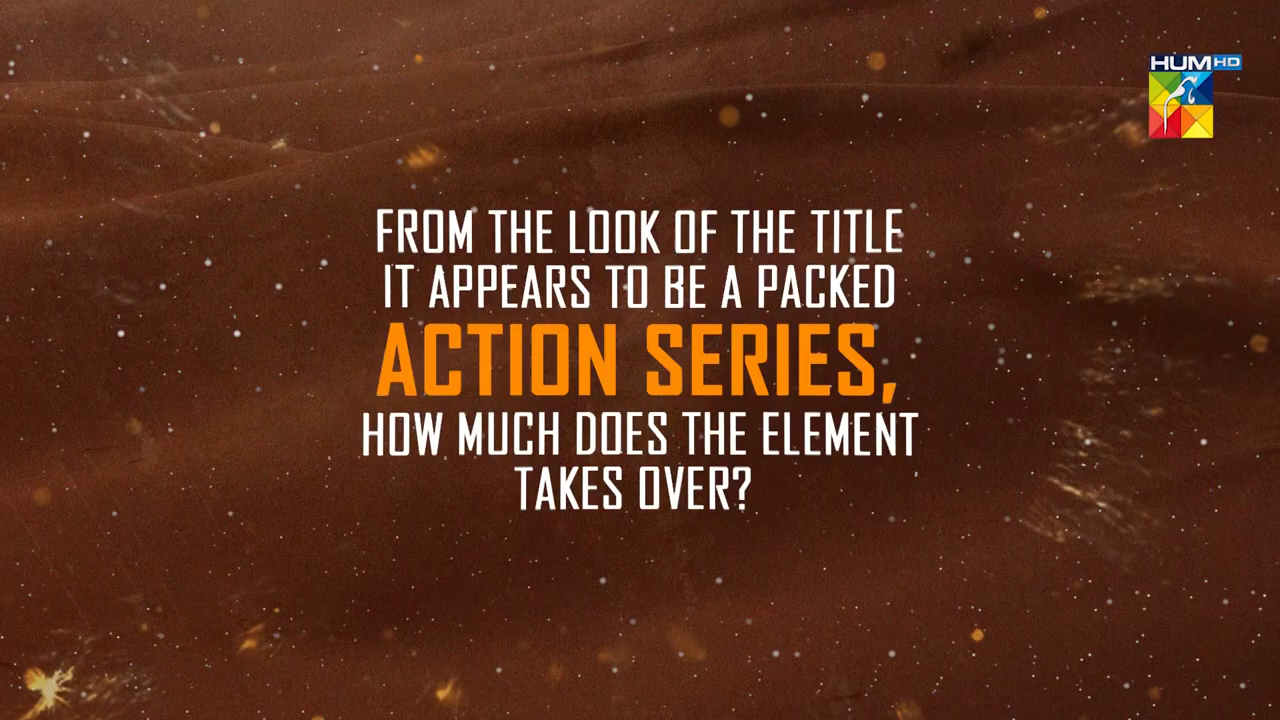 HUM HD
ہم
FROM THE LOOK OF THE TITLE
IT APPEARS TO BE A PACKED
ACTION SERIES,
HOW MUCH DOES THE ELEMENT
TAKES OVER?